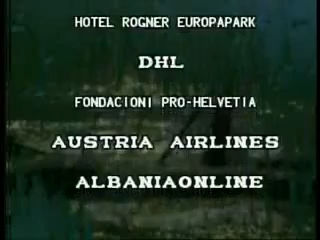 HOTEL ROGNER EUROPAPARK
DHL
FONDACIONI PRO-HELVETIA
AUSTRIA AIRLINES
ALBANIAONLINE